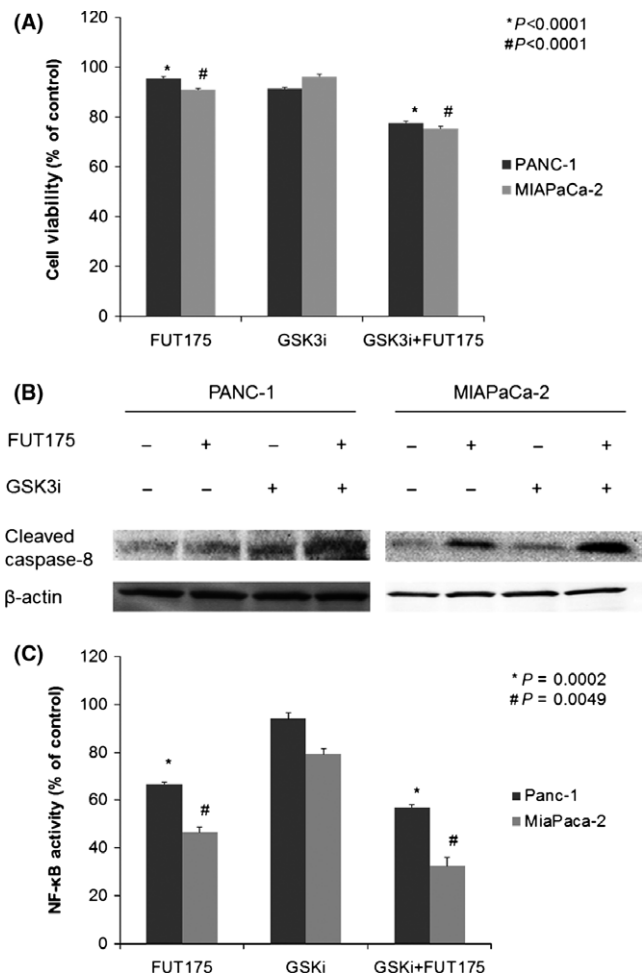 (A)
* P<0.0001
# P<0.0001
Cell viability (% of control)
120
100
80
60
40
20
0
* # * #
PANC-1
MIAPaCa-2
FUT175 GSK3i GSK3i+FUT175
(B)
PANC-1 MIAPaCa-2
FUT175 – + – + – + – +
GSK3i – – + + – – + +
Cleaved
caspase-8
β-actin
(C)
* P = 0.0002
# P = 0.0049
NF-κB activity (% of control)
120
100
80
60
40
20
0
* # * #
Panc-1
MiaPaca-2
FUT175 GSKi GSKi+FUT175